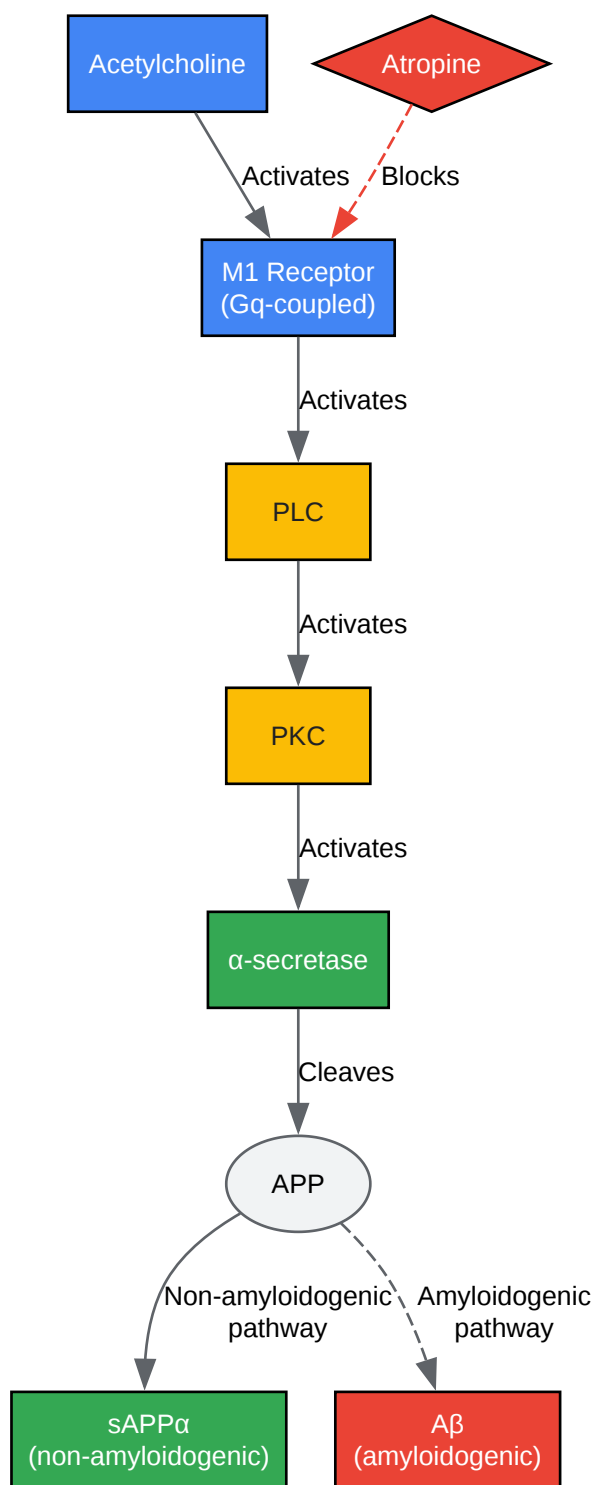 Acetylcholine
Atropine
Activates
Blocks
M1 Receptor
(Gq-coupled)
Activates
PLC
Activates
PKC
Activates
α-secretase
Cleaves
APP
Non-amyloidogenic
pathway
Amyloidogenic
pathway
sAPPα
(non-amyloidogenic)
Aβ
(amyloidogenic)